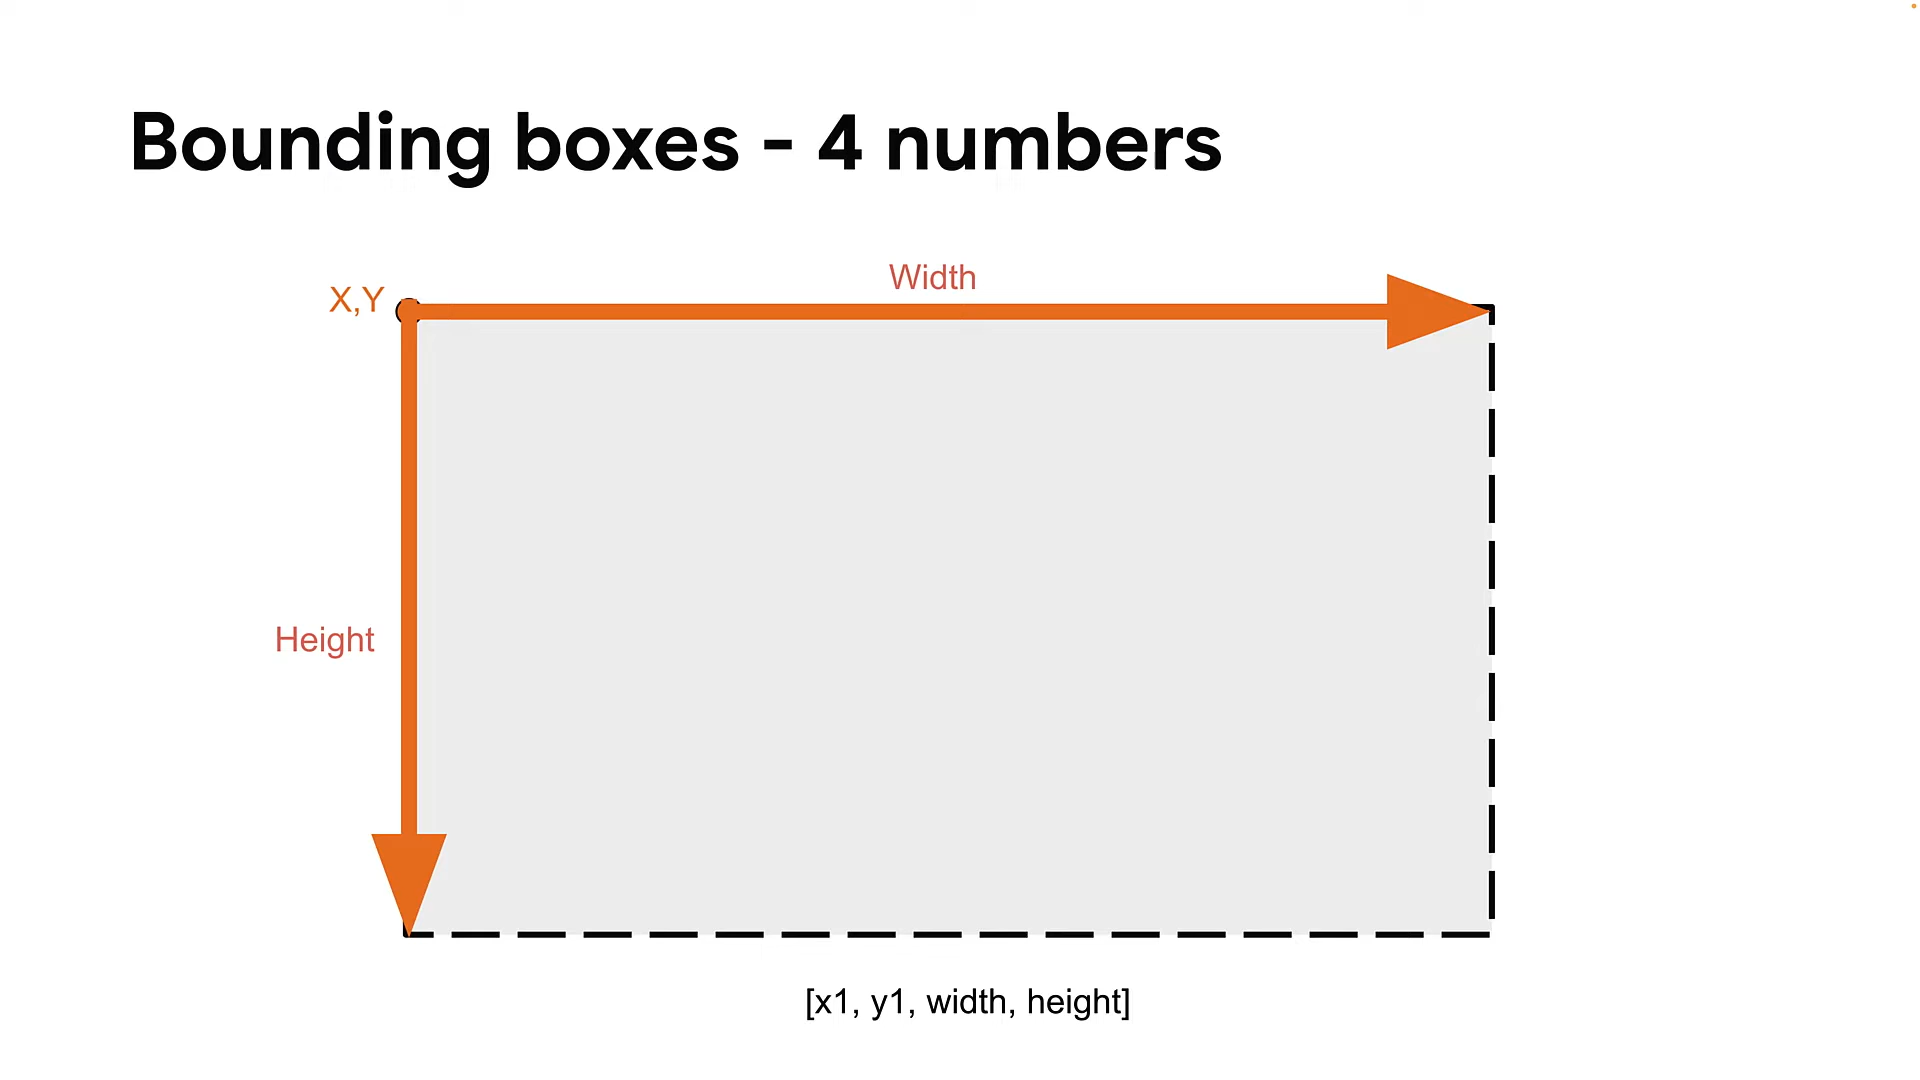 Bounding boxes - 4 numbers
Width
X,Y
Height
[x1, y1, width, height]